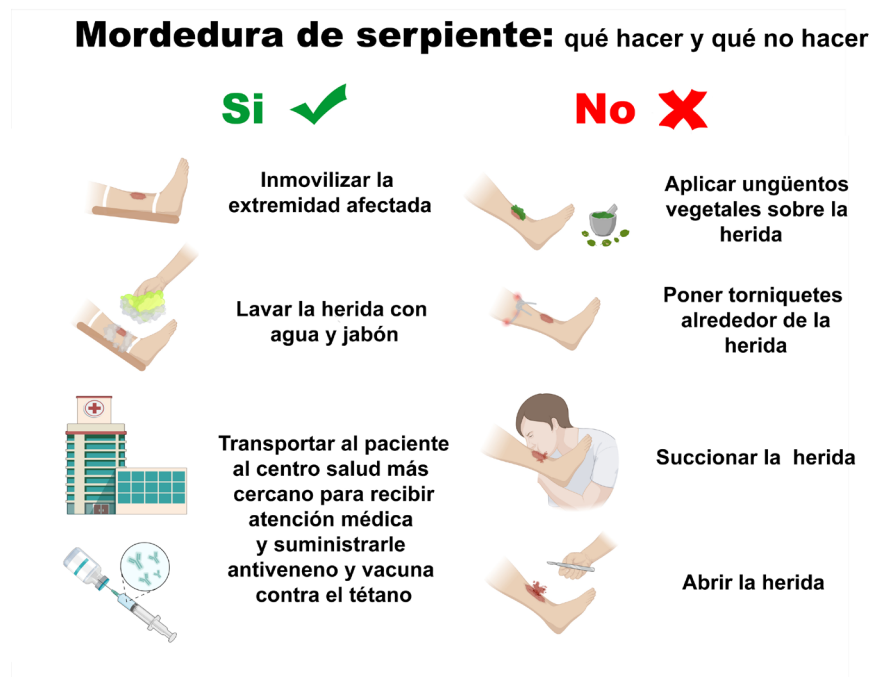 Mordedura de serpiente: qué hacer y qué no hacer
Si
Inmovilizar la
extremidad afectada
Lavar la herida con
agua y jabón
Transportar al paciente
al centro salud más
cercano para recibir
atención médica
y suministrarle
antiveneno y vacuna
contra el tétano
No
Aplicar ungüentos
vegetales sobre la
herida
Poner torniquetes
alrededor de la
herida
Succionar la herida
Abrir la herida